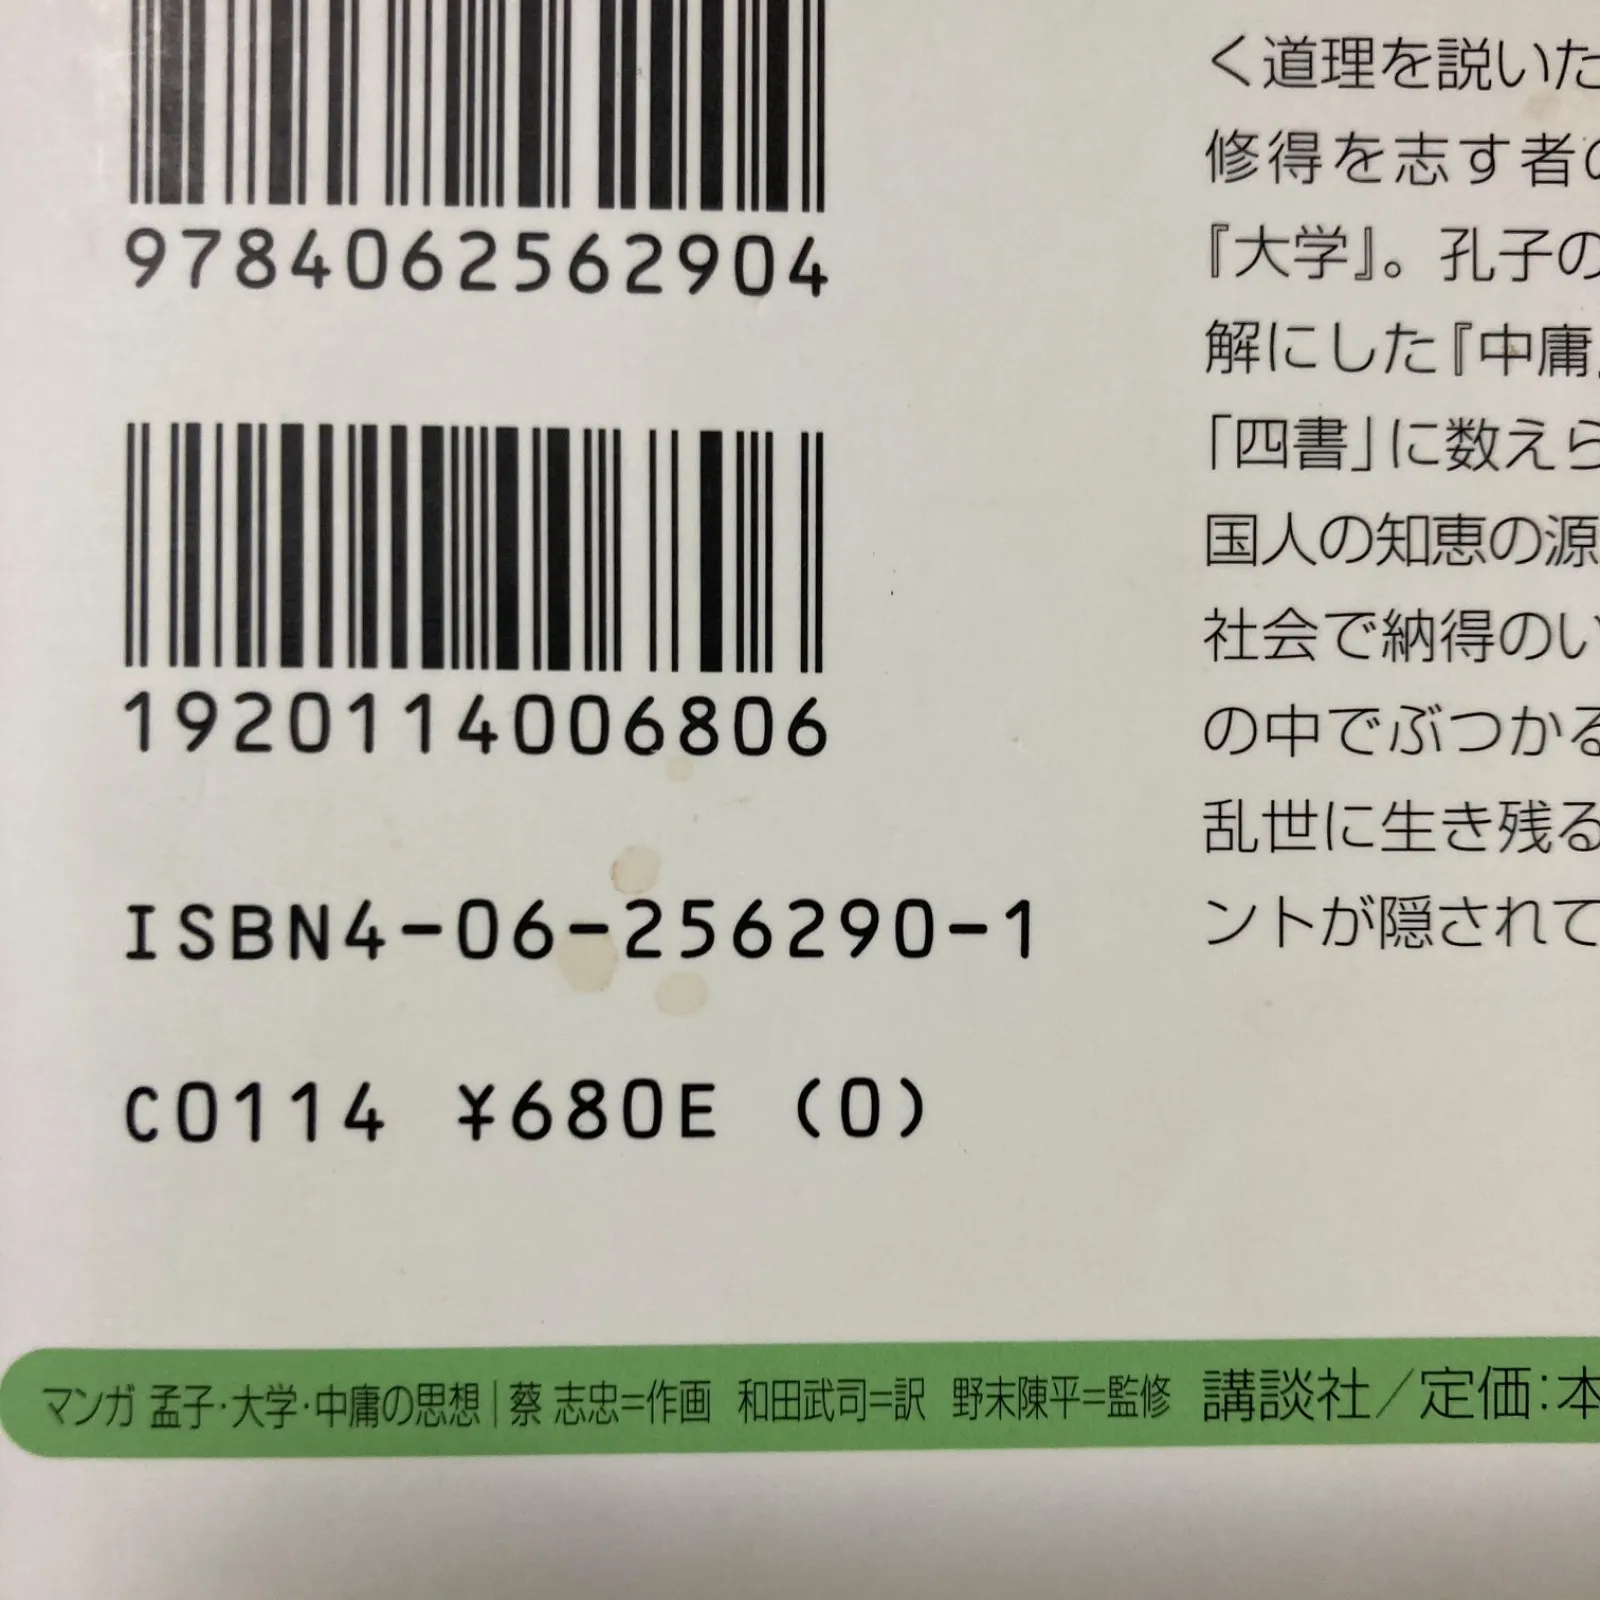 9784062562904
1920114006806
ISBN4-06-256290-1
C0114 ¥680E (0)
く道理を説いた
修得を志す者の
『大学』。孔子の
解にした『中庸』
「四書」に数えら
国人の知恵の源
社会で納得のい
の中でぶつかる
乱世に生き残る
ントが隠されて
マンガ 孟子・大学・中庸の思想|蔡 志忠=作画 和田武司=訳 野末陳平=監修 講談社/定価:本